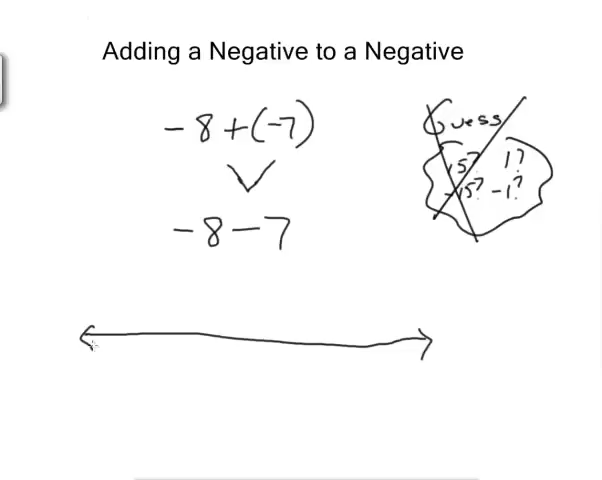 Adding a Negative to a Negative
-8+(-7)
-8-7
Guess
15? 1?
-15? -1?